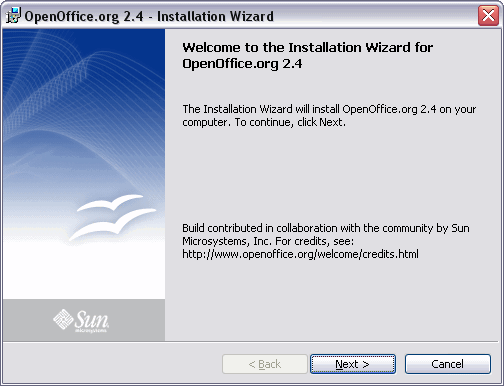 OpenOffice.org 2.4 - Installation Wizard
Welcome to the Installation Wizard for
OpenOffice.org 2.4
The Installation Wizard will install OpenOffice.org 2.4 on your
computer. To continue, click Next.
Build contributed in collaboration with the community by Sun
Microsystems, Inc. For credits, see:
http://www.openoffice.org/welcome/credits.html
Sun
microsystems
< Back
Next >
Cancel